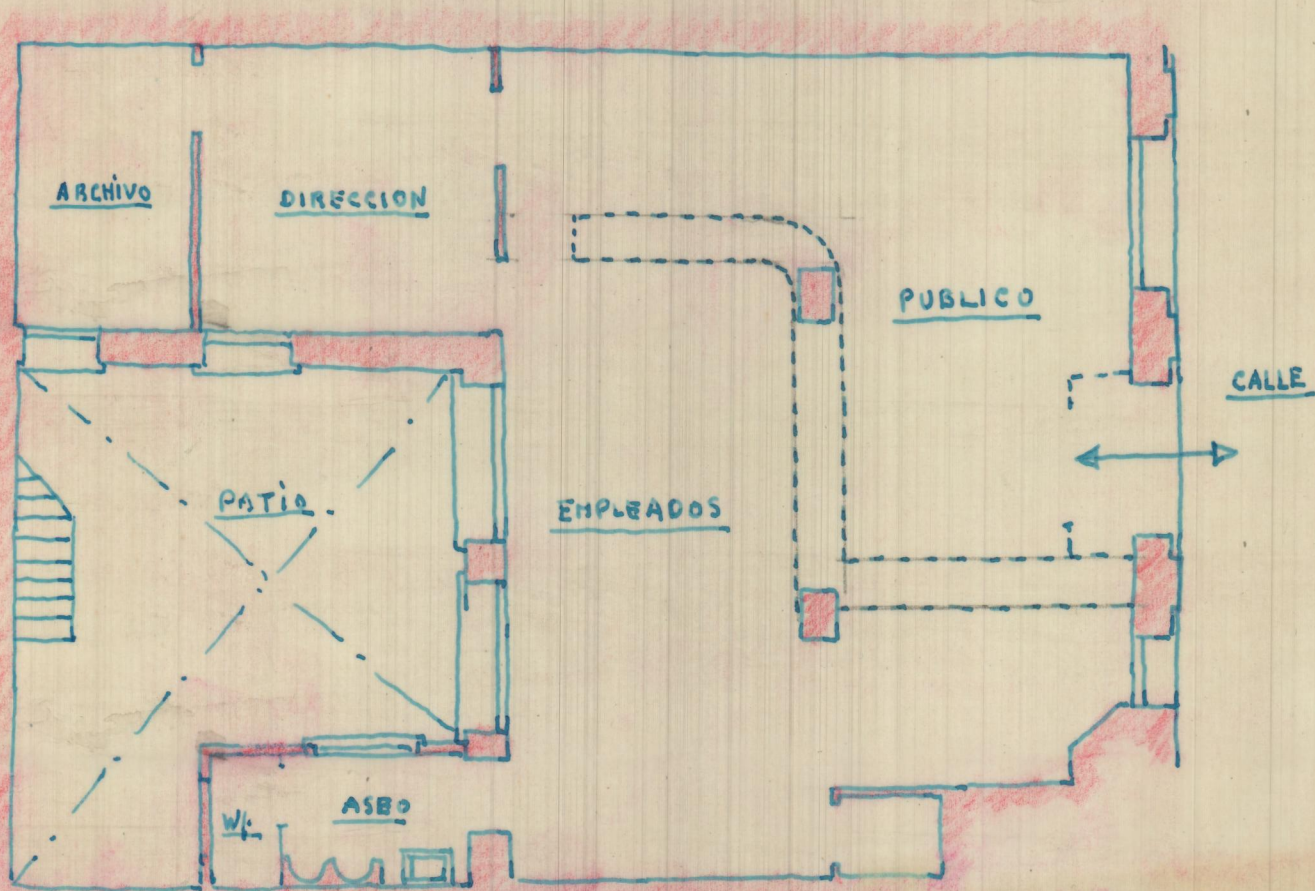 ARCHIVO
DIRECCION
PUBLICO
CALLE
PATIO
EMPLEADOS
ASEO
W/.